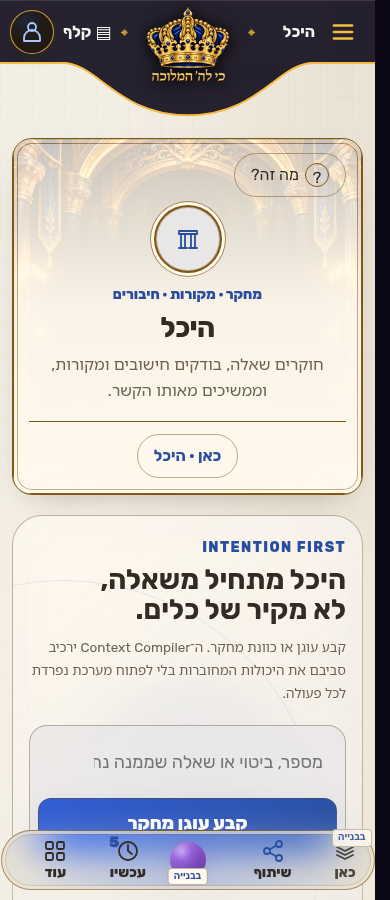 היכל
קלף
כי לה' המלוכה
? מה זה?
מחקר • מקורות • חיבורים
היכל
חוקרים שאלה, בודקים חישובים ומקורות,
וממשיכים מאותו הקשר.
כאן • היכל
INTENTION FIRST
היכל מתחיל משאלה,
לא מקיר של כלים.
קבע עוגן או כוונת מחקר. ה־Context Compiler ירכיב
סביבם את היכולות המחוברות בלי לפתוח מערכת נפרדת
לכל פעולה.
מספר, ביטוי או שאלה שממנה
קבע עוגן מחקר
בבנייה
5
כאן
שיתוף
בבנייה
עכשיו
עוד